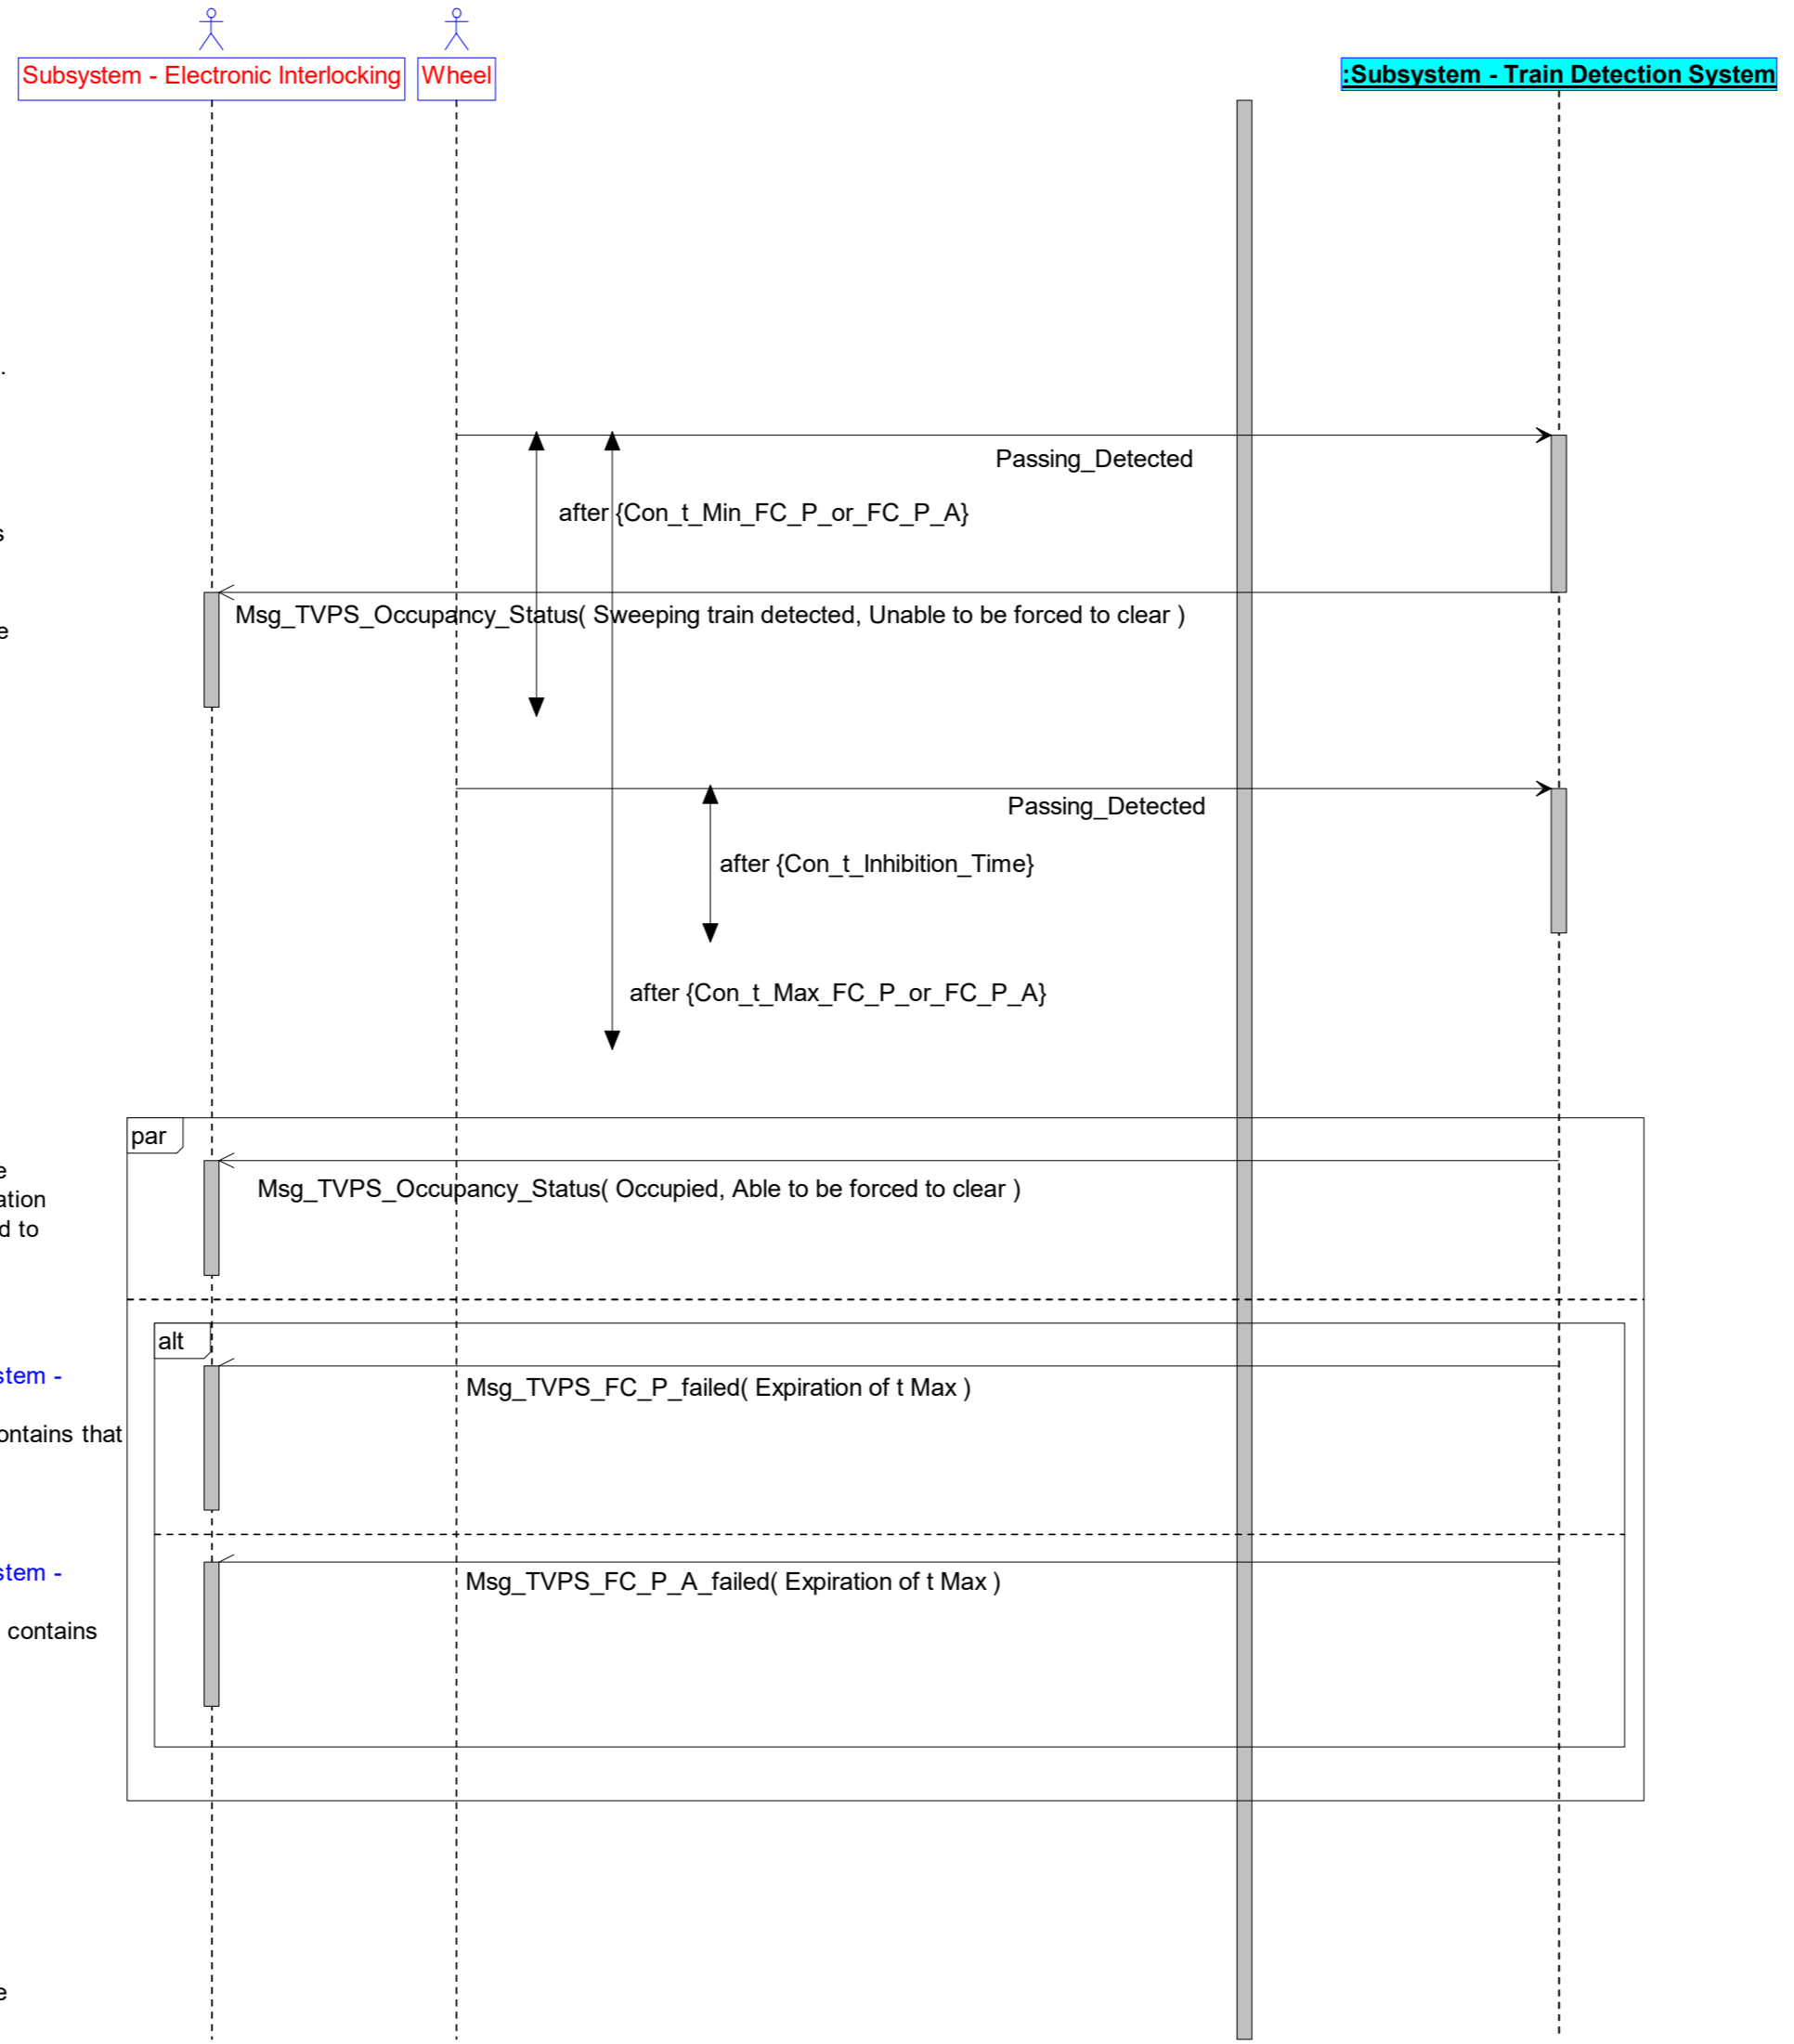 Subsystem - Electronic Interlocking
Wheel
:Subsystem - Train Detection System
.
Passing_Detected
after {Con_t_Min_FC_P_or_FC_P_A}
s
Msg_TVPS_Occupancy_Status( Sweeping train detected, Unable to be forced to clear )
e
Passing_Detected
after {Con_t_Inhibition_Time}
after {Con_t_Max_FC_P_or_FC_P_A}
par
e
Msg_TVPS_Occupancy_Status( Occupied, Able to be forced to clear )
ation
d to
alt
stem -
Msg_TVPS_FC_P_failed( Expiration of t Max )
ontains that
stem -
Msg_TVPS_FC_P_A_failed( Expiration of t Max )
contains
e